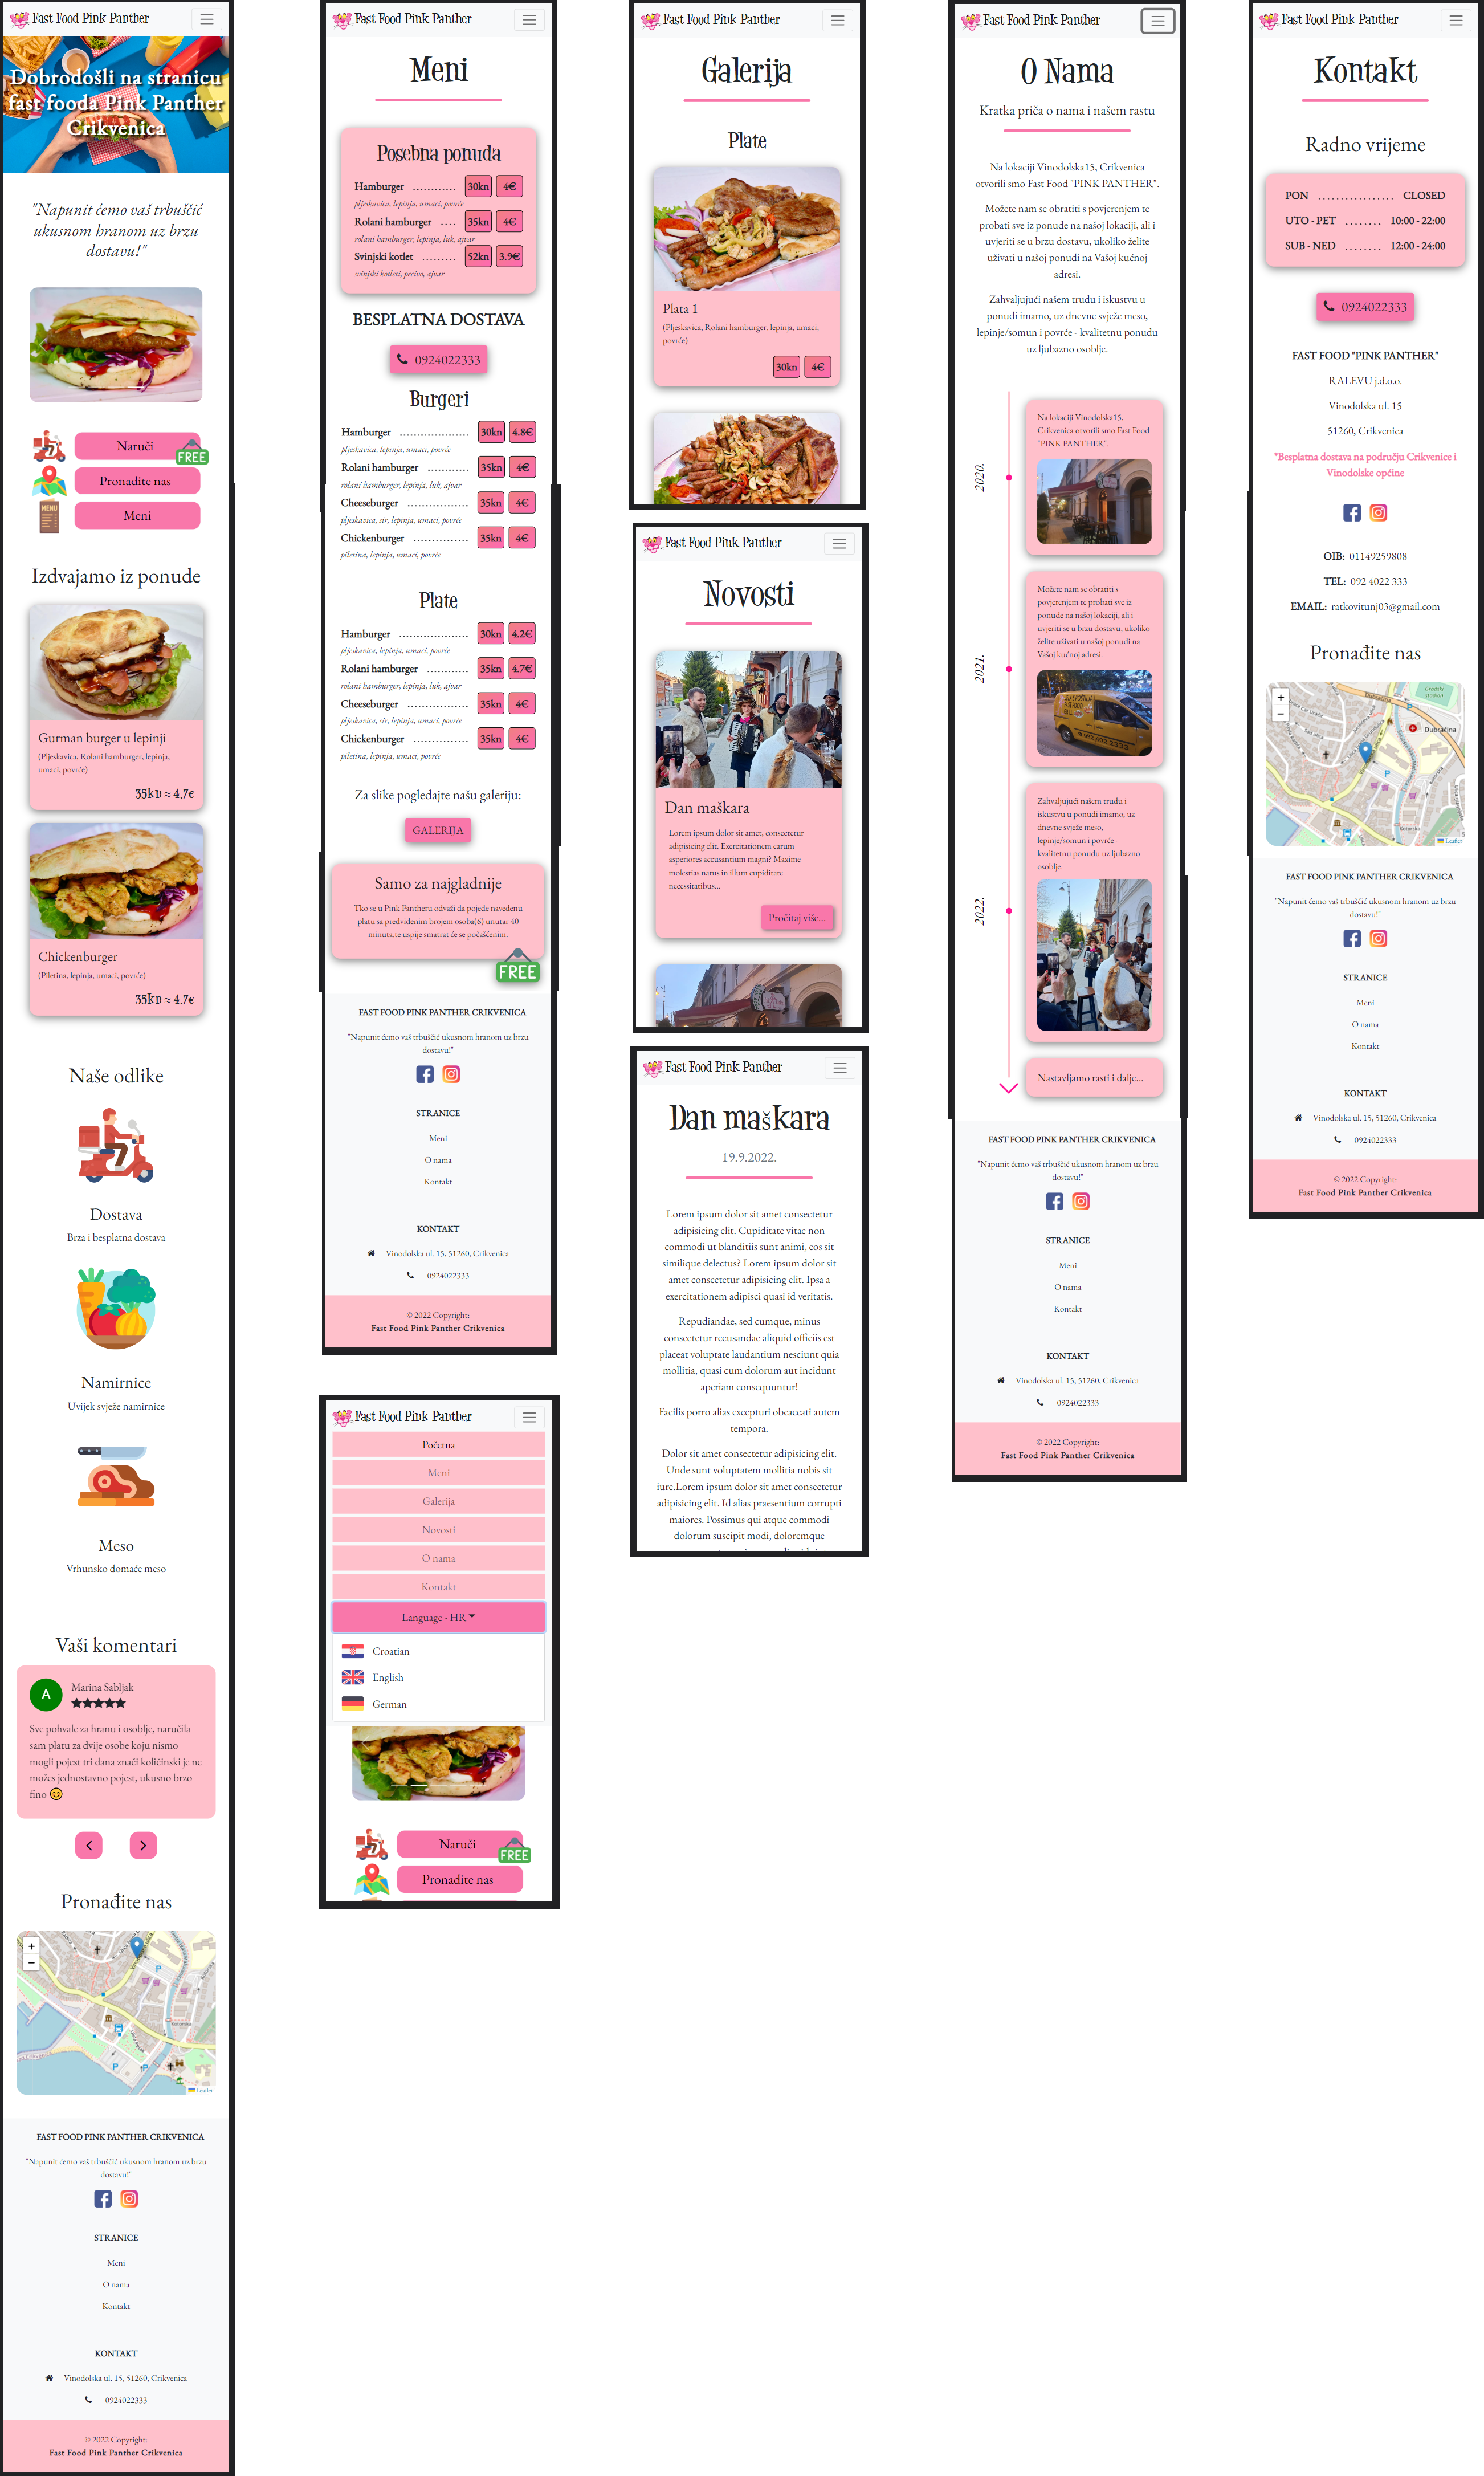 Fast Food Pink Panther
Dobrodošli na stranicu
fast fooda Pink Panther
Crikvenica
"Napunit ćemo vaš trbuščić
ukusnom hranom uz brzu
dostavu!"
Naruči
FREE
Pronađite nas
MENU
Meni
Izdvajamo iz ponude
Gurman burger u lepinji
(Pljeskavica, Rolani hamburger, lepinja,
umaci, povrće)
35kn ≈ 4.7€
Chickenburger
(Piletina, lepinja, umaci, povrće)
35kn ≈ 4.7€
Naše odlike
Dostava
Brza i besplatna dostava
Namirnice
Uvijek svježe namirnice
Meso
Vrhunsko domaće meso
Vaši komentari
A
Marina Sabljak
★★★★★
Sve pohvale za hranu i osoblje, naručila
sam platu za dvije osobe koju nismo
mogli pojest tri dana znači količinski je ne
možes jednostavno pojest, ukusno brzo
fino 😊
Pronađite nas
+
−
Leaflet
FAST FOOD PINK PANTHER CRIKVENICA
"Napunit ćemo vaš trbuščić ukusnom hranom uz brzu
dostavu!"
STRANICE
Meni
O nama
Kontakt
KONTAKT
Vinodolska ul. 15, 51260, Crikvenica
0924022333
© 2022 Copyright:
Fast Food Pink Panther Crikvenica
Fast Food Pink Panther
Meni
Posebna ponuda
Hamburger ............ 30kn 4€
pljeskavica, lepinja, umaci, povrće
Rolani hamburger .... 35kn 4€
rolani hamburger, lepinja, luk, ajvar
Svinjski kotlet ......... 52kn 3.9€
svinjski kotleti, pecivo, ajvar
BESPLATNA DOSTAVA
0924022333
Burgeri
Hamburger ................... 30kn 4.8€
pljeskavica, lepinja, umaci, povrće
Rolani hamburger ........... 35kn 4€
rolani hamburger, lepinja, luk, ajvar
Cheeseburger ................. 35kn 4€
pljeskavica, sir, lepinja, umaci, povrće
Chickenburger ............... 35kn 4€
piletina, lepinja, umaci, povrće
Plate
Hamburger ................... 30kn 4.2€
pljeskavica, lepinja, umaci, povrće
Rolani hamburger ........... 35kn 4.7€
rolani hamburger, lepinja, luk, ajvar
Cheeseburger ................. 35kn 4€
pljeskavica, sir, lepinja, umaci, povrće
Chickenburger ............... 35kn 4€
piletina, lepinja, umaci, povrće
Za slike pogledajte našu galeriju:
GALERIJA
Samo za najgladnije
Tko se u Pink Pantheru odvaži da pojede navedenu
platu sa predviđenim brojem osoba(6) unutar 40
minuta,te uspije smatrat će se počašćenim.
FREE
FAST FOOD PINK PANTHER CRIKVENICA
"Napunit ćemo vaš trbuščić ukusnom hranom uz brzu
dostavu!"
STRANICE
Meni
O nama
Kontakt
KONTAKT
Vinodolska ul. 15, 51260, Crikvenica
0924022333
© 2022 Copyright:
Fast Food Pink Panther Crikvenica
Fast Food Pink Panther
Početna
Meni
Galerija
Novosti
O nama
Kontakt
Language - HR
Croatian
English
German
Naruči
FREE
Pronađite nas
Fast Food Pink Panther
Galerija
Plate
Plata 1
(Pljeskavica, Rolani hamburger, lepinja, umaci,
povrće)
30kn 4€
Fast Food Pink Panther
Novosti
Dan maškara
Lorem ipsum dolor sit amet, consectetur
adipisicing elit. Exercitationem earum
asperiores accusantium magni? Maxime
molestias natus in illum cupiditate
necessitatibus...
Pročitaj više...
Fast Food Pink Panther
Dan maškara
19.9.2022.
Lorem ipsum dolor sit amet consectetur
adipisicing elit. Cupiditate vitae non
commodi ut blanditiis sunt animi, eos sit
similique delectus? Lorem ipsum dolor sit
amet consectetur adipisicing elit. Ipsa a
exercitationem adipisci quasi id veritatis.
Repudiandae, sed cumque, minus
consectetur recusandae aliquid officiis est
placeat voluptate laudantium nesciunt quia
mollitia, quasi cum dolorum aut incidunt
aperiam consequuntur!
Facilis porro alias excepturi obcaecati autem
tempora.
Dolor sit amet consectetur adipisicing elit.
Unde sunt voluptatem mollitia nobis sit
iure.Lorem ipsum dolor sit amet consectetur
adipisicing elit. Id alias praesentium corrupti
maiores. Possimus qui atque commodi
dolorum suscipit modi, doloremque
Fast Food Pink Panther
O Nama
Kratka priča o nama i našem rastu
Na lokaciji Vinodolska15, Crikvenica
otvorili smo Fast Food "PINK PANTHER".
Možete nam se obratiti s povjerenjem te
probati sve iz ponude na našoj lokaciji, ali i
uvjeriti se u brzu dostavu, ukoliko želite
uživati u našoj ponudi na Vašoj kućnoj
adresi.
Zahvaljujući našem trudu i iskustvu u
ponudi imamo, uz dnevne svježe meso,
lepinje/somun i povrće - kvalitetnu ponudu
uz ljubazno osoblje.
2020.
Na lokaciji Vinodolska15,
Crikvenica otvorili smo Fast Food
"PINK PANTHER".
2021.
Možete nam se obratiti s
povjerenjem te probati sve iz
ponude na našoj lokaciji, ali i
uvjeriti se u brzu dostavu, ukoliko
želite uživati u našoj ponudi na
Vašoj kućnoj adresi.
2022.
Zahvaljujući našem trudu i
iskustvu u ponudi imamo, uz
dnevne svježe meso,
lepinje/somun i povrće -
kvalitetnu ponudu uz ljubazno
osoblje.
Nastavljamo rasti i dalje...
FAST FOOD PINK PANTHER CRIKVENICA
"Napunit ćemo vaš trbuščić ukusnom hranom uz brzu
dostavu!"
STRANICE
Meni
O nama
Kontakt
KONTAKT
Vinodolska ul. 15, 51260, Crikvenica
0924022333
© 2022 Copyright:
Fast Food Pink Panther Crikvenica
Fast Food Pink Panther
Kontakt
Radno vrijeme
PON ................. CLOSED
UTO - PET ........ 10:00 - 22:00
SUB - NED ........ 12:00 - 24:00
0924022333
FAST FOOD "PINK PANTHER"
RALEVU j.d.o.o.
Vinodolska ul. 15
51260, Crikvenica
*Besplatna dostava na području Crikvenice i
Vinodolske općine
OIB: 01149259808
TEL: 092 4022 333
EMAIL: ratkovitunj03@gmail.com
Pronađite nas
+
−
Dubračina
Leaflet
FAST FOOD PINK PANTHER CRIKVENICA
"Napunit ćemo vaš trbuščić ukusnom hranom uz brzu
dostavu!"
STRANICE
Meni
O nama
Kontakt
KONTAKT
Vinodolska ul. 15, 51260, Crikvenica
0924022333
© 2022 Copyright:
Fast Food Pink Panther Crikvenica